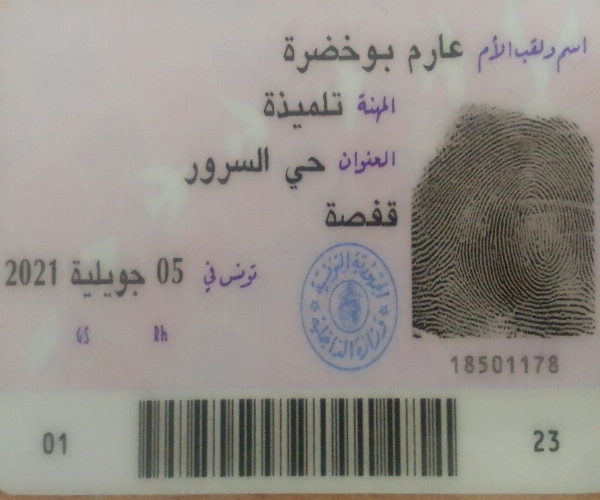 اسم ولقب الأم عارم بوخضرة
المهنة تلميذة
العنوان حي السرور
قفصة
تونس في 05 جويلية 2021
GS Rh
الجمهورية التونسية
وزارة الداخلية
18501178
01 23